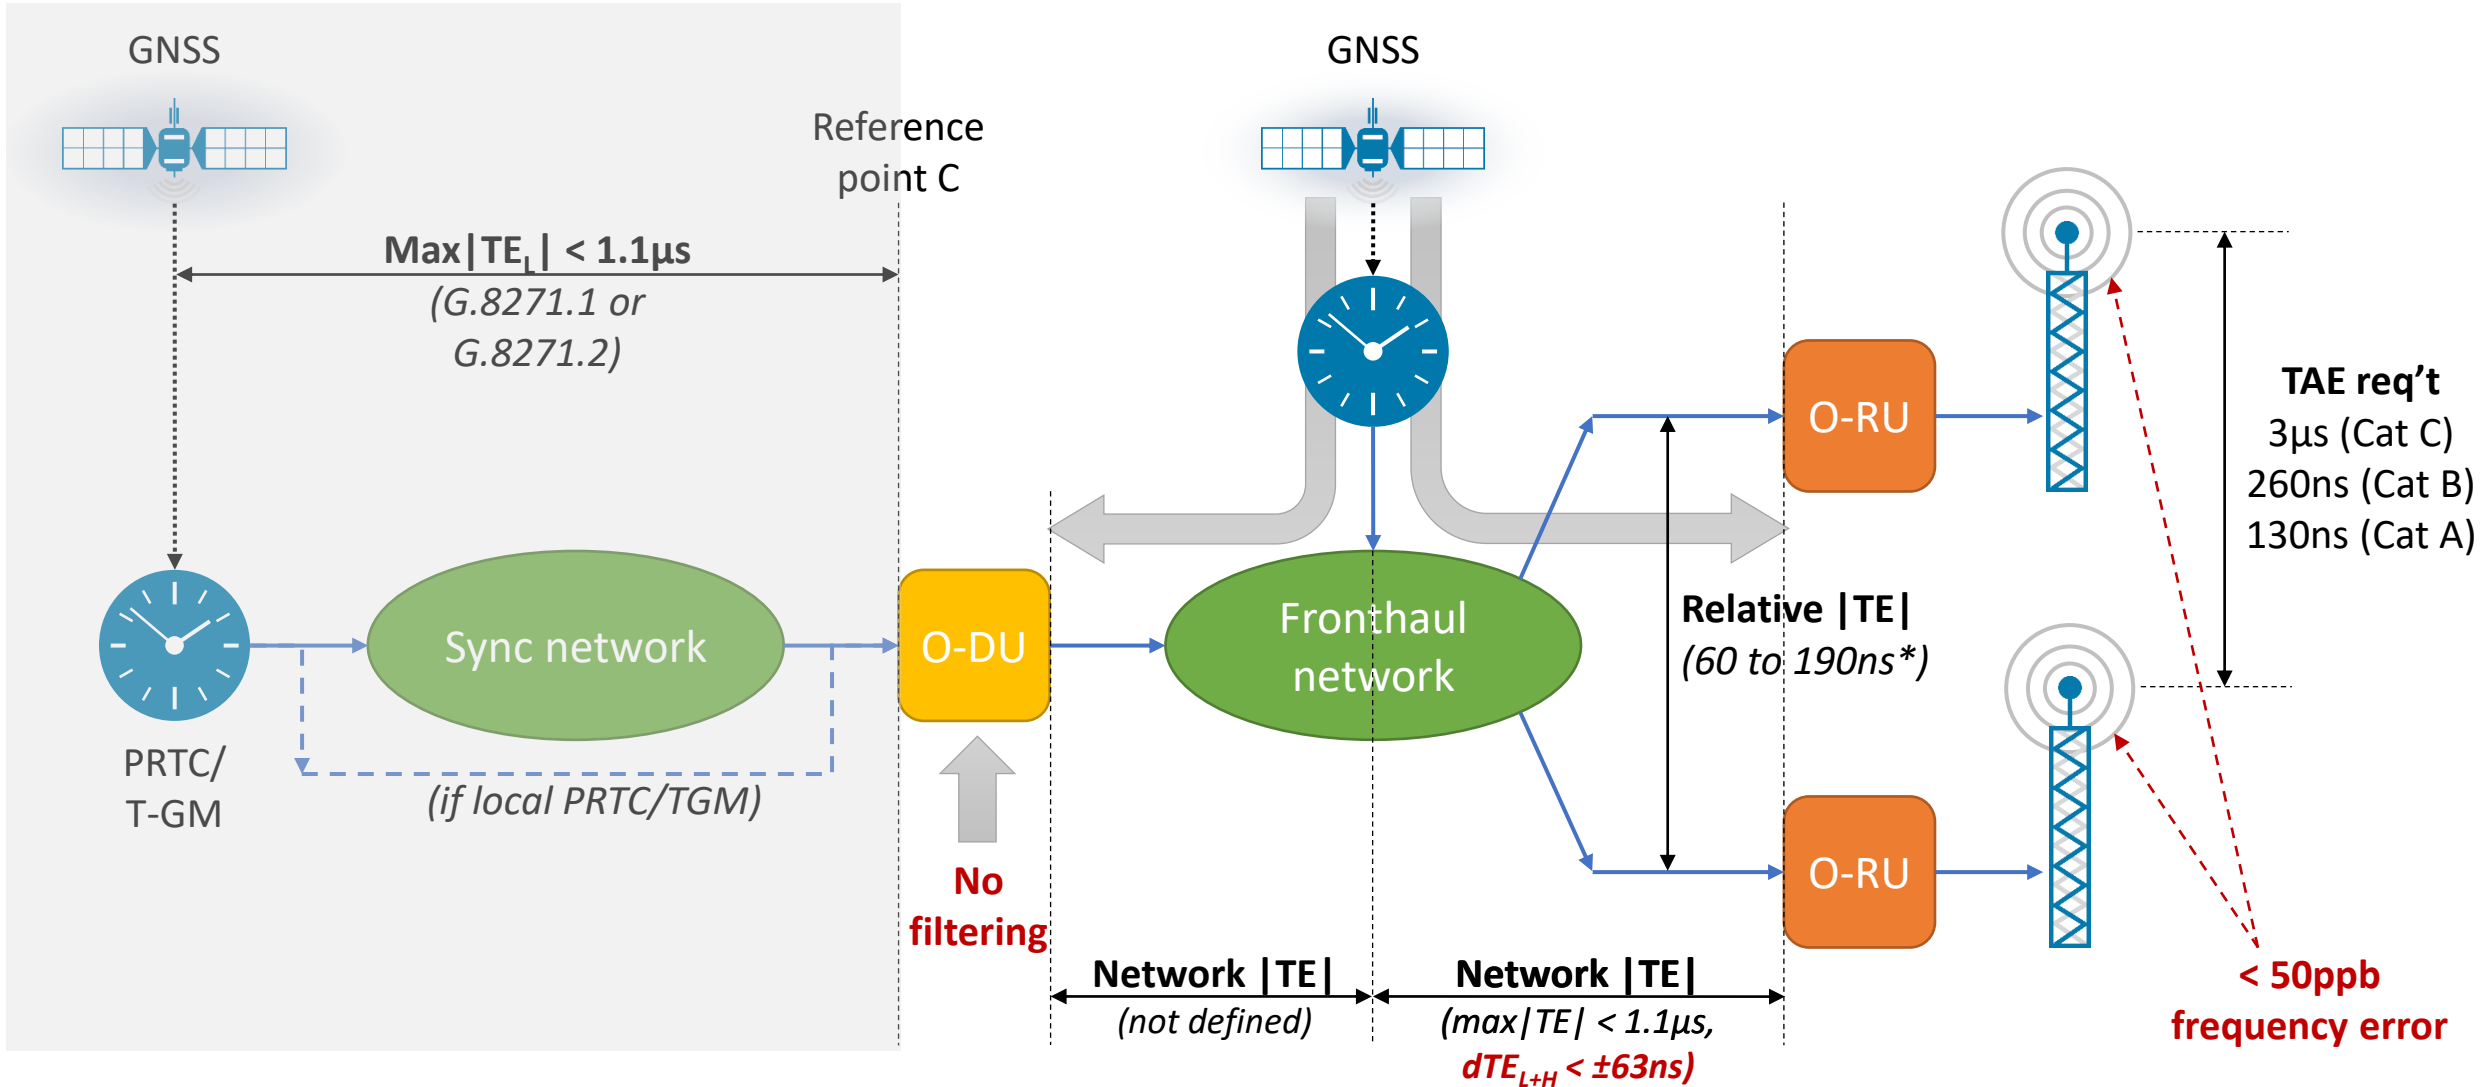 GNSS
GNSS
Reference
point C
Max|TE_L| < 1.1µs
(G.8271.1 or
G.8271.2)
O-RU
TAE req’t
3µs (Cat C)
260ns (Cat B)
130ns (Cat A)
Sync network
O-DU
Fronthaul
network
Relative |TE|
(60 to 190ns*)
PRTC/
T-GM
(if local PRTC/TGM)
No
filtering
O-RU
Network |TE|
(not defined)
Network |TE|
(max|TE| < 1.1µs,
dTE_L+H < ±63ns)
< 50ppb
frequency error